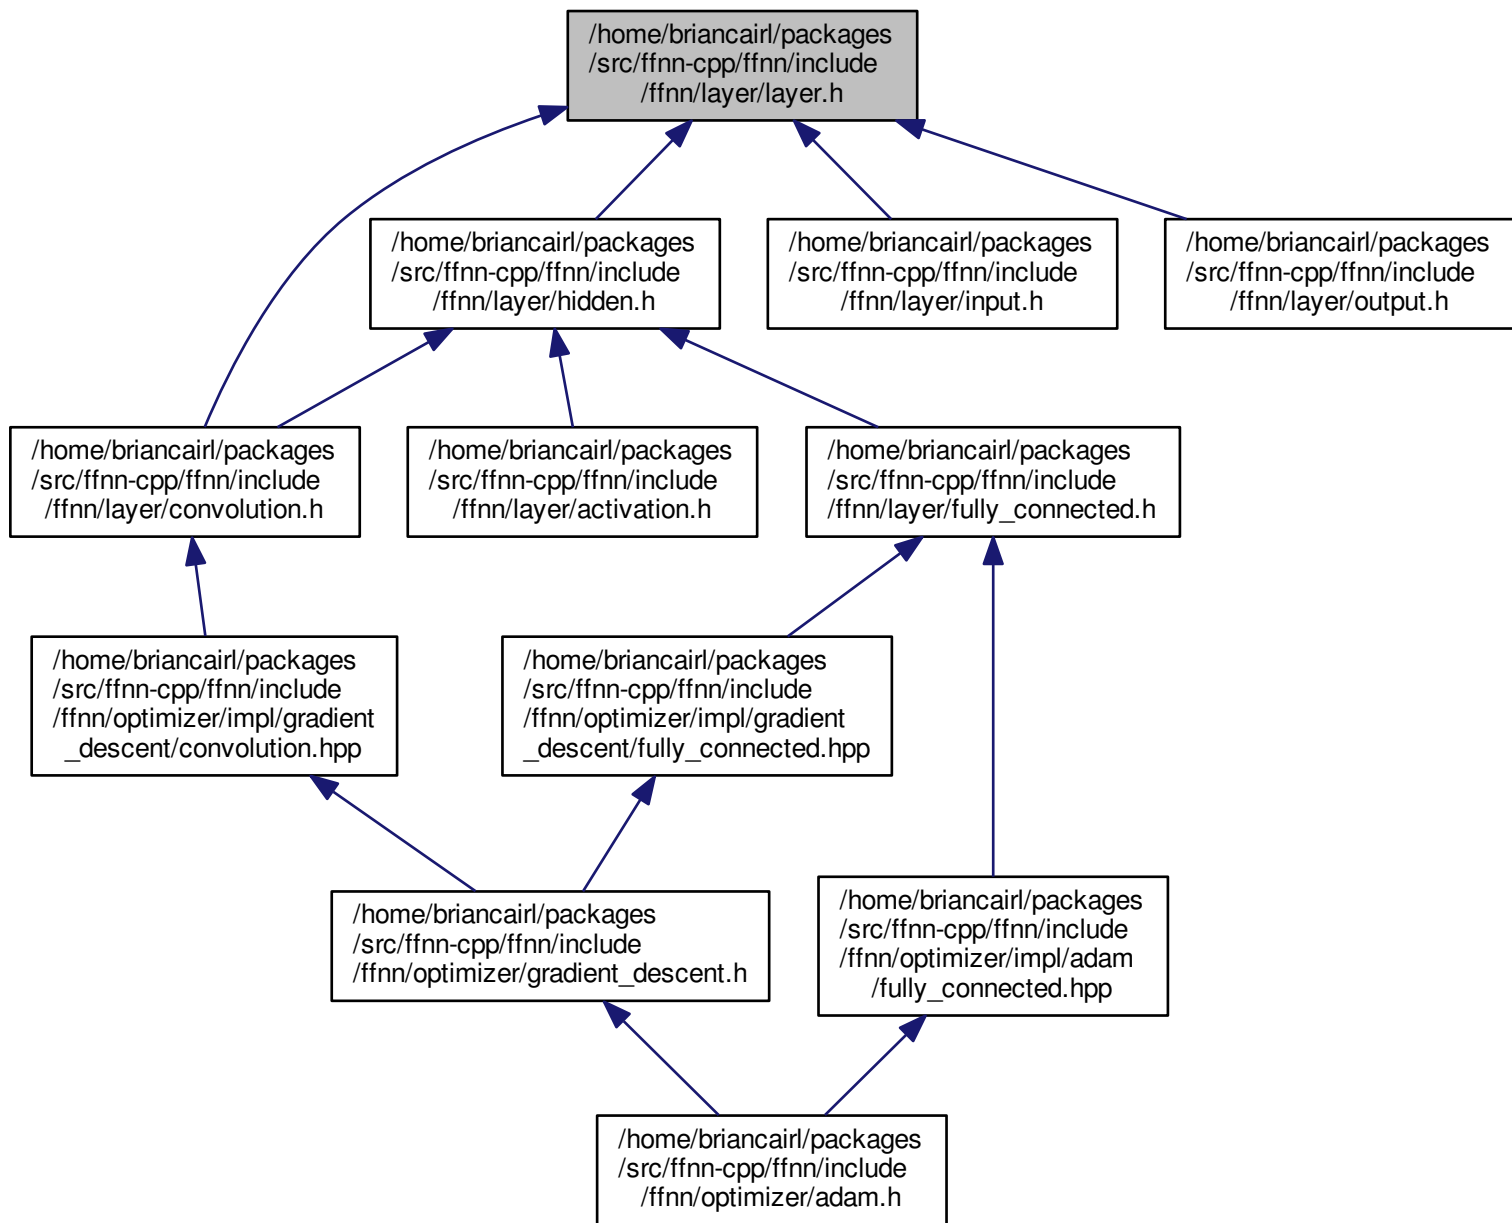 /home/briancairl/packages
/src/ffnn-cpp/ffnn/include
/ffnn/layer/layer.h
/home/briancairl/packages
/src/ffnn-cpp/ffnn/include
/ffnn/layer/hidden.h
/home/briancairl/packages
/src/ffnn-cpp/ffnn/include
/ffnn/layer/input.h
/home/briancairl/packages
/src/ffnn-cpp/ffnn/include
/ffnn/layer/output.h
/home/briancairl/packages
/src/ffnn-cpp/ffnn/include
/ffnn/layer/convolution.h
/home/briancairl/packages
/src/ffnn-cpp/ffnn/include
/ffnn/layer/activation.h
/home/briancairl/packages
/src/ffnn-cpp/ffnn/include
/ffnn/layer/fully_connected.h
/home/briancairl/packages
/src/ffnn-cpp/ffnn/include
/ffnn/optimizer/impl/gradient
_descent/convolution.hpp
/home/briancairl/packages
/src/ffnn-cpp/ffnn/include
/ffnn/optimizer/impl/gradient
_descent/fully_connected.hpp
/home/briancairl/packages
/src/ffnn-cpp/ffnn/include
/ffnn/optimizer/gradient_descent.h
/home/briancairl/packages
/src/ffnn-cpp/ffnn/include
/ffnn/optimizer/impl/adam
/fully_connected.hpp
/home/briancairl/packages
/src/ffnn-cpp/ffnn/include
/ffnn/optimizer/adam.h